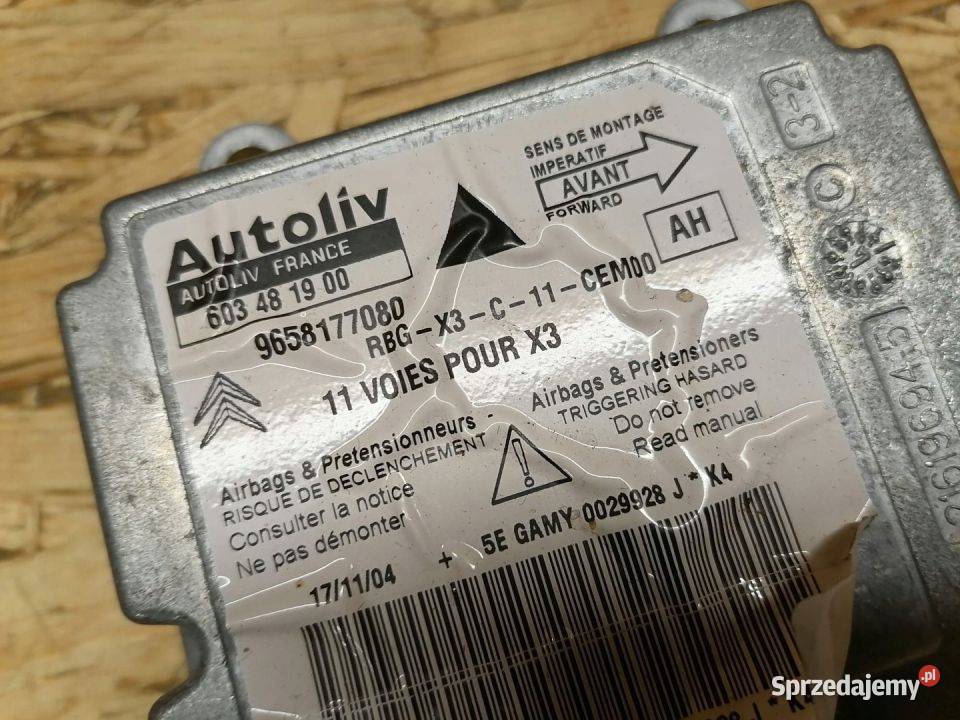 Autoliv
AUTOLIV FRANCE
603 48 19 00
9658177080
RBG-X3-C-11-CEM00
11 VOIES POUR X3
SENS DE MONTAGE
IMPERATIF
AVANT
FORWARD
AH
Airbags & Pretensionneurs
RISQUE DE DECLENCHEMENT
Consulter la notice
Ne pas démonter
Airbags & Pretensioners
TRIGGERING HASARD
Do not remove
Read manual
5E GAMY 0029928 J * K4
17/11/04 +
3-2
C
Sprzedajemy.pl